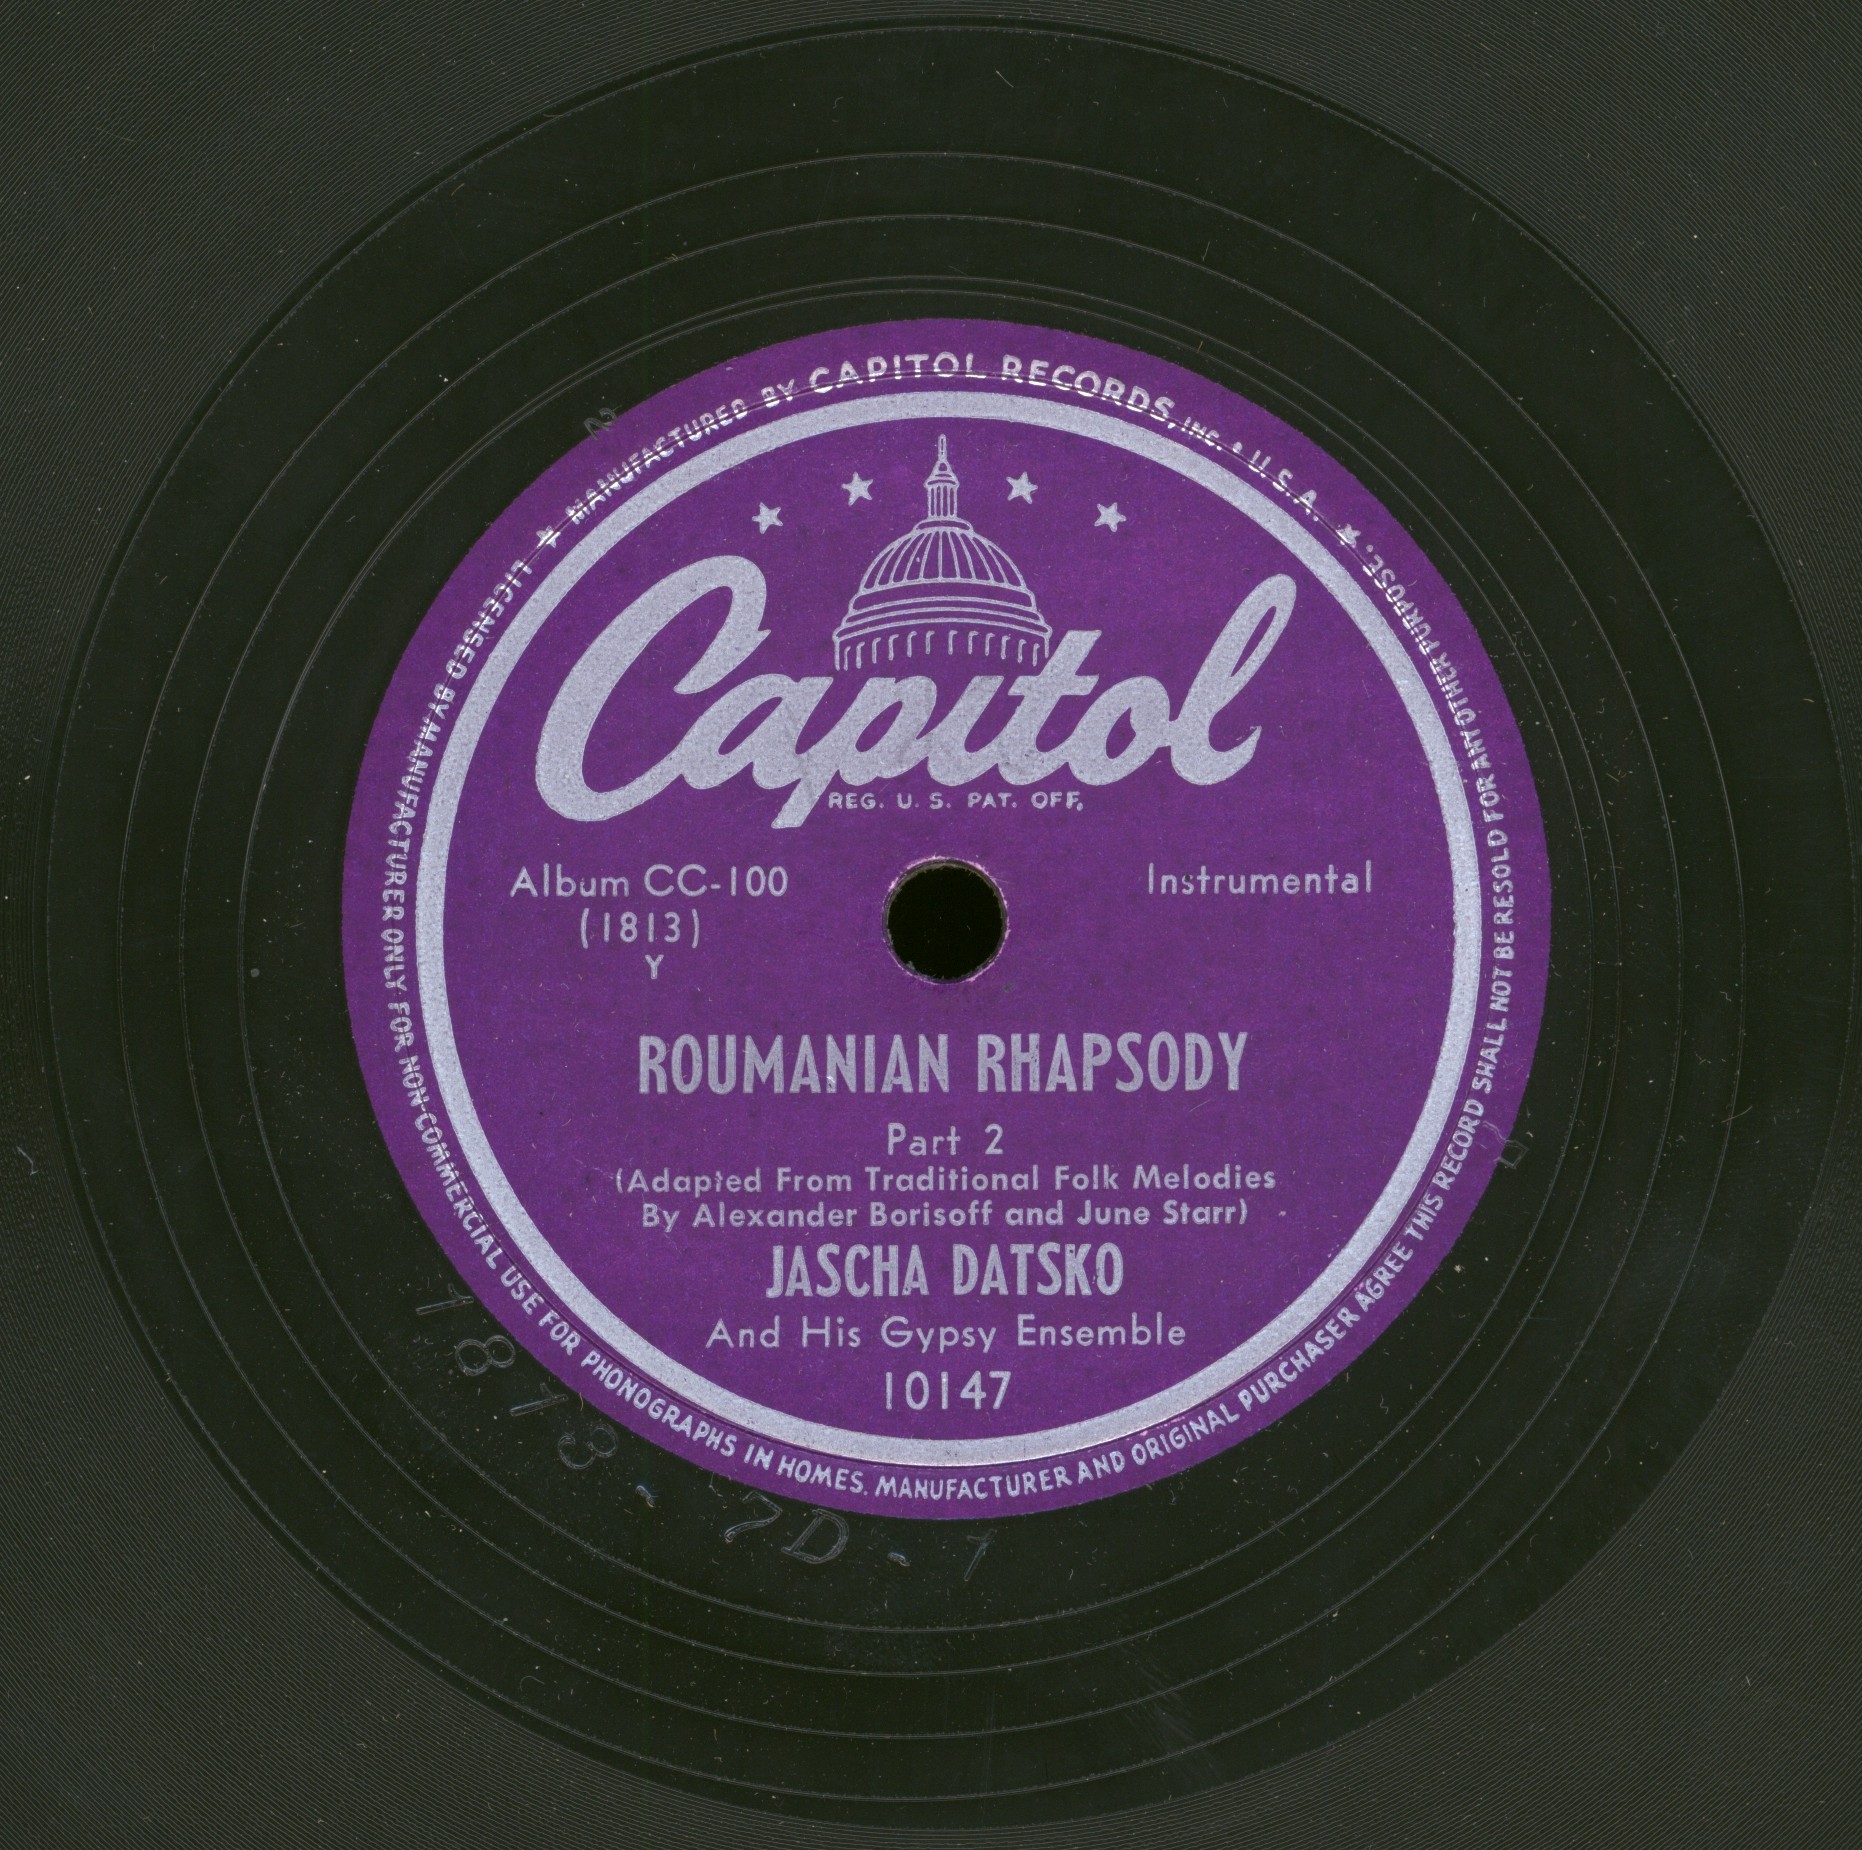 ★ MANUFACTURED BY CAPITOL RECORDS, INC. U.S.A. ★
LICENSED BY MANUFACTURER ONLY FOR NON-COMMERCIAL USE FOR PHONOGRAPHS IN HOMES. MANUFACTURER AND ORIGINAL PURCHASER AGREE THIS RECORD SHALL NOT BE RESOLD FOR ANY OTHER PURPOSE.
Capitol
REG. U. S. PAT. OFF.
Album CC-100
(1813)
Y
Instrumental
ROUMANIAN RHAPSODY
Part 2
(Adapted From Traditional Folk Melodies
By Alexander Borisoff and June Starr)
JASCHA DATSKO
And His Gypsy Ensemble
10147
1813-7D-1